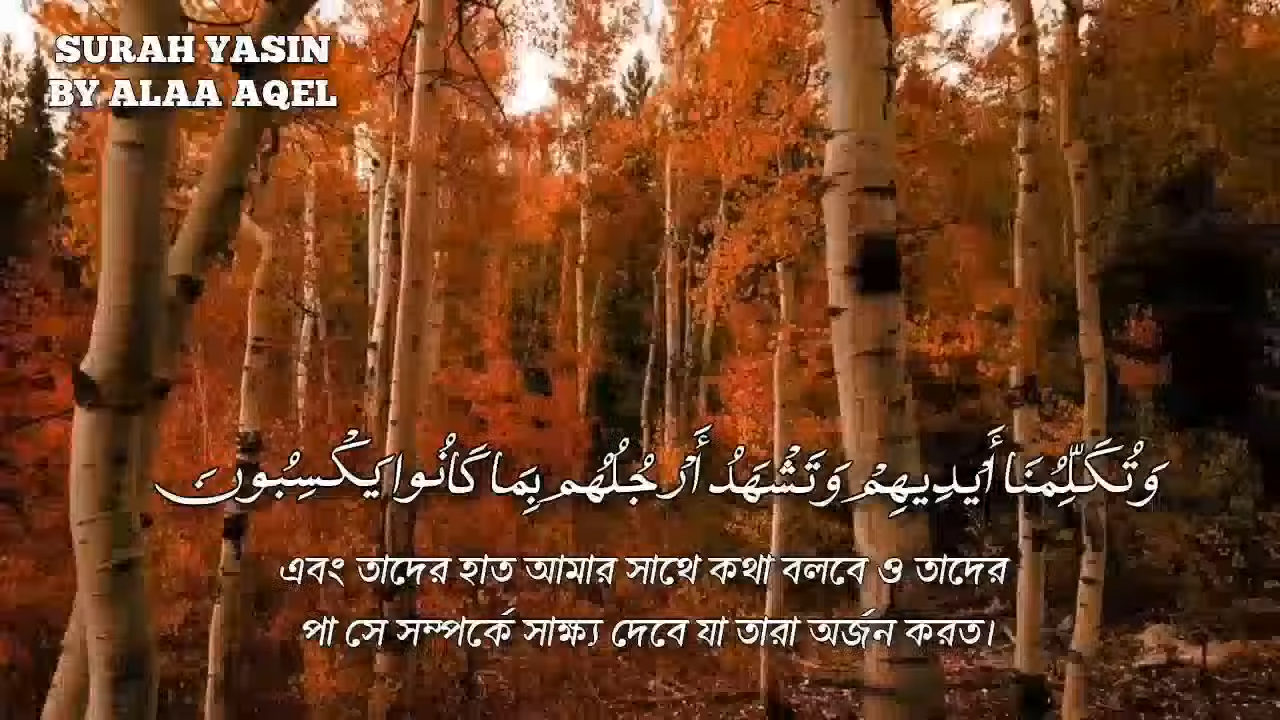 SURAH YASIN
BY ALAA AQEL
وَتُكَلِّمُنَا أَيْدِيهِمْ وَتَشْهَدُ أَرْجُلُهُم بِمَا كَانُوا يَكْسِبُونَ
এবং তাদের হাত আমার সাথে কথা বলবে ও তাদের
পা সে সম্পর্কে সাক্ষ্য দেবে যা তারা অর্জন করত।